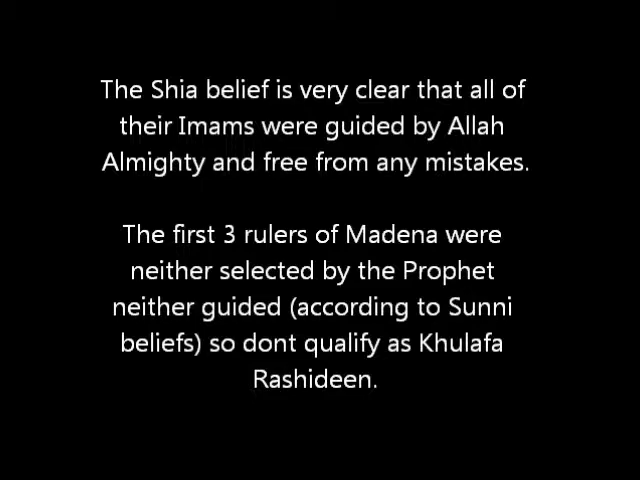 The Shia belief is very clear that all of
their Imams were guided by Allah
Almighty and free from any mistakes.
The first 3 rulers of Madena were
neither selected by the Prophet
neither guided (according to Sunni
beliefs) so dont qualify as Khulafa
Rashideen.